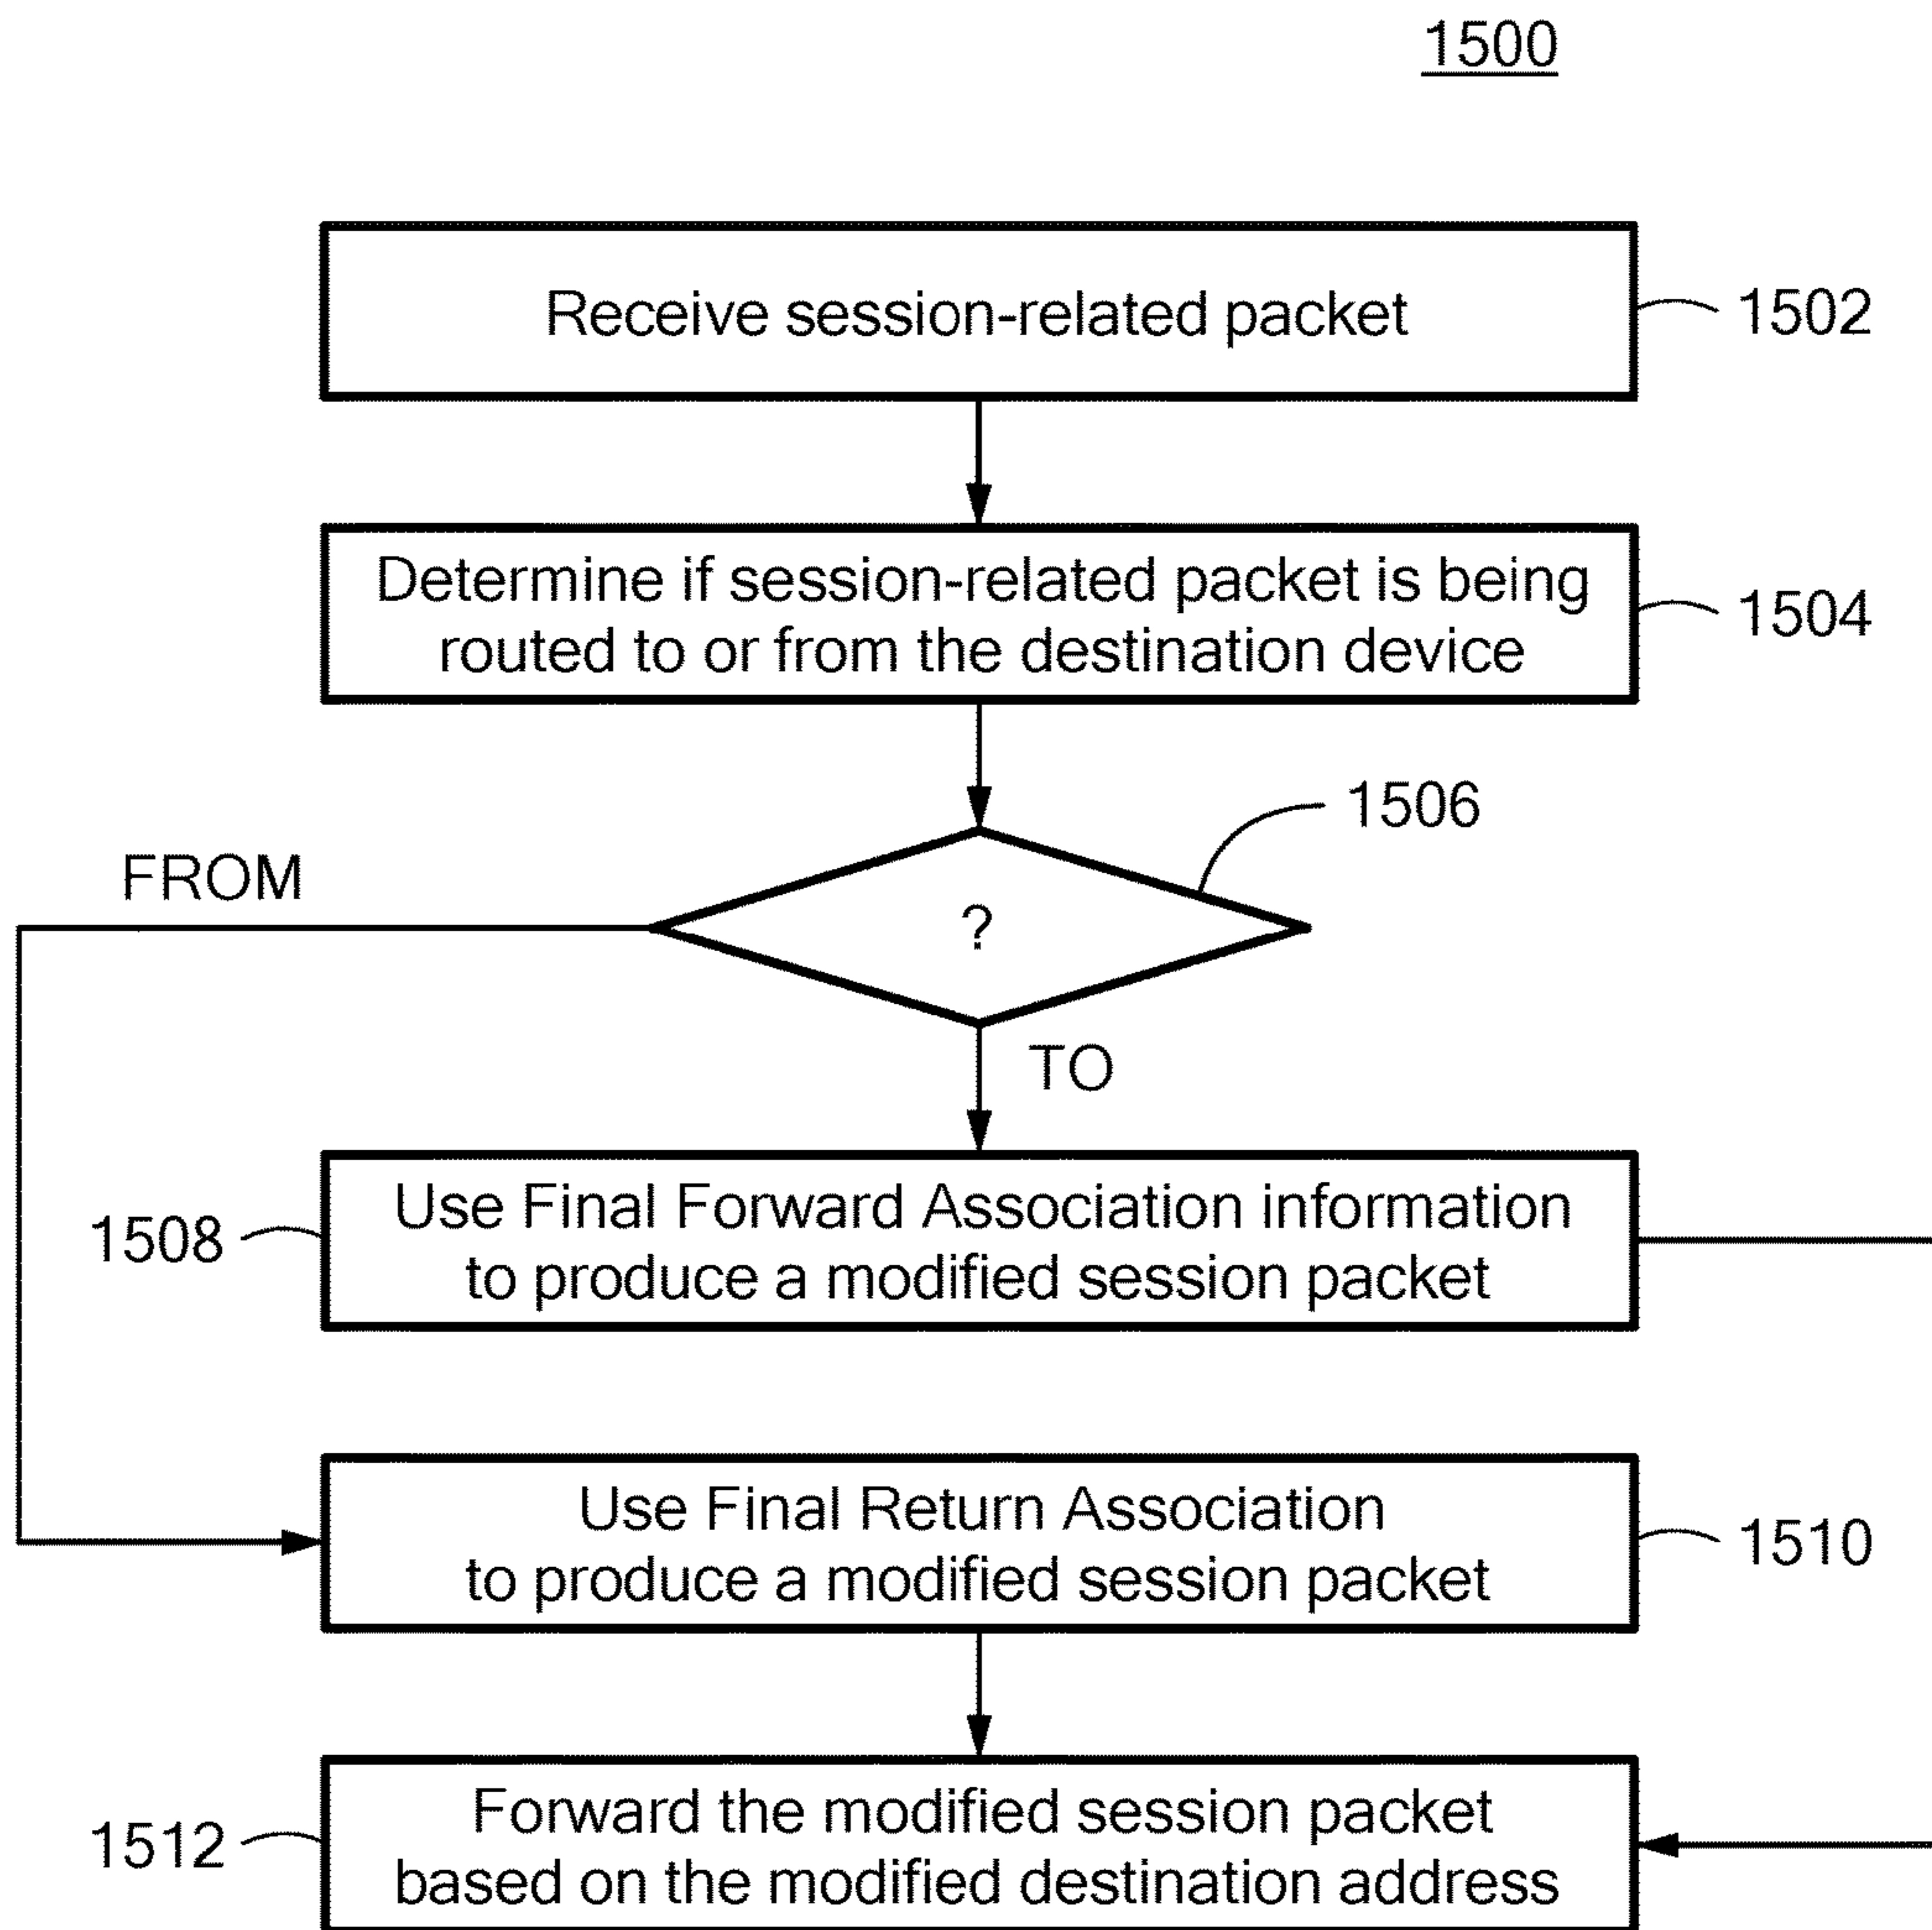 1500
Receive session-related packet
1502
Determine if session-related packet is being
routed to or from the destination device
1504
1506
FROM
?
TO
1508
Use Final Forward Association information
to produce a modified session packet
Use Final Return Association
to produce a modified session packet
1510
1512
Forward the modified session packet
based on the modified destination address